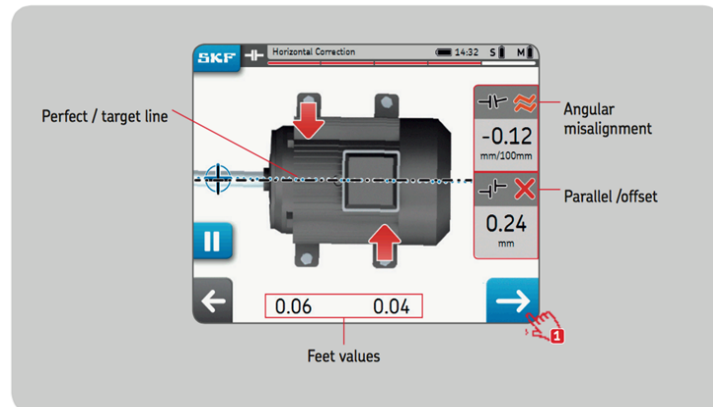 SKF
Horizontal Correction
14:32 S M
Perfect / target line
Angular
misalignment
-0.12
mm/100mm
Parallel /offset
0.24
mm
0.06 0.04
1
Feet values